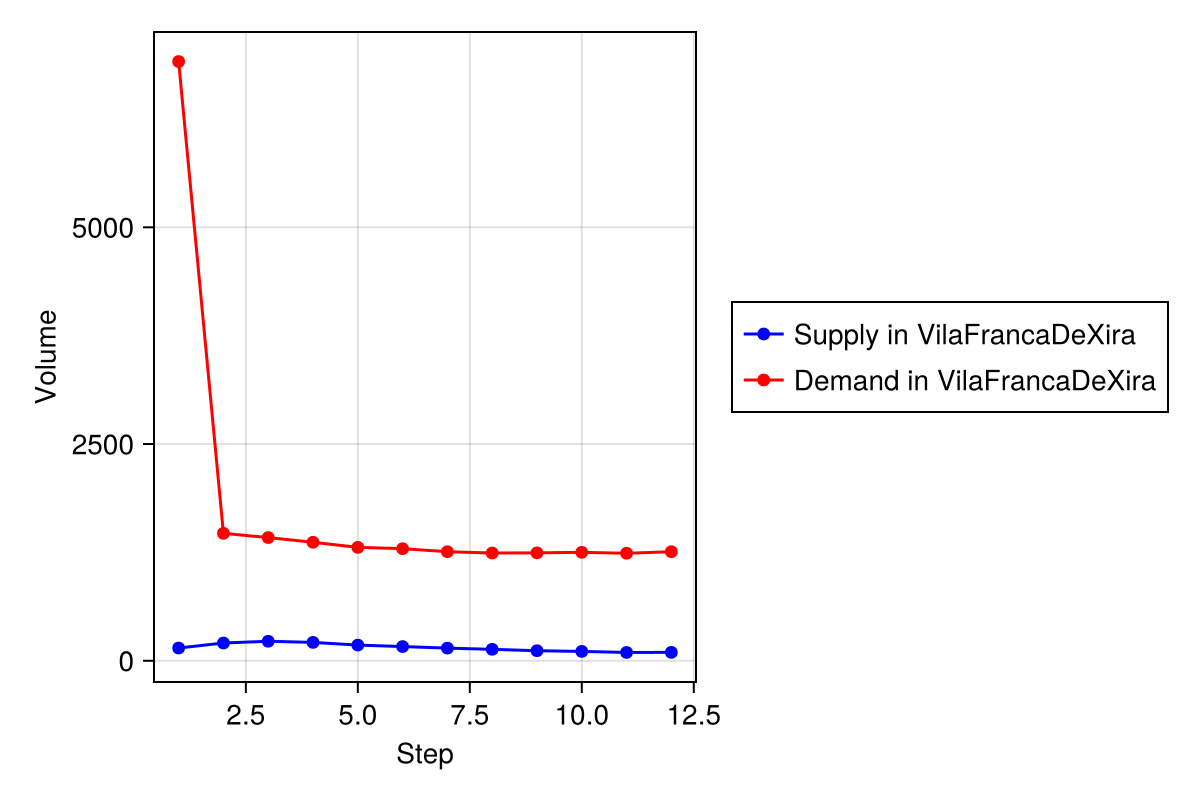 Volume
5000
2500
0
2.5 5.0 7.5 10.0 12.5
Step
Supply in VilaFrancaDeXira
Demand in VilaFrancaDeXira